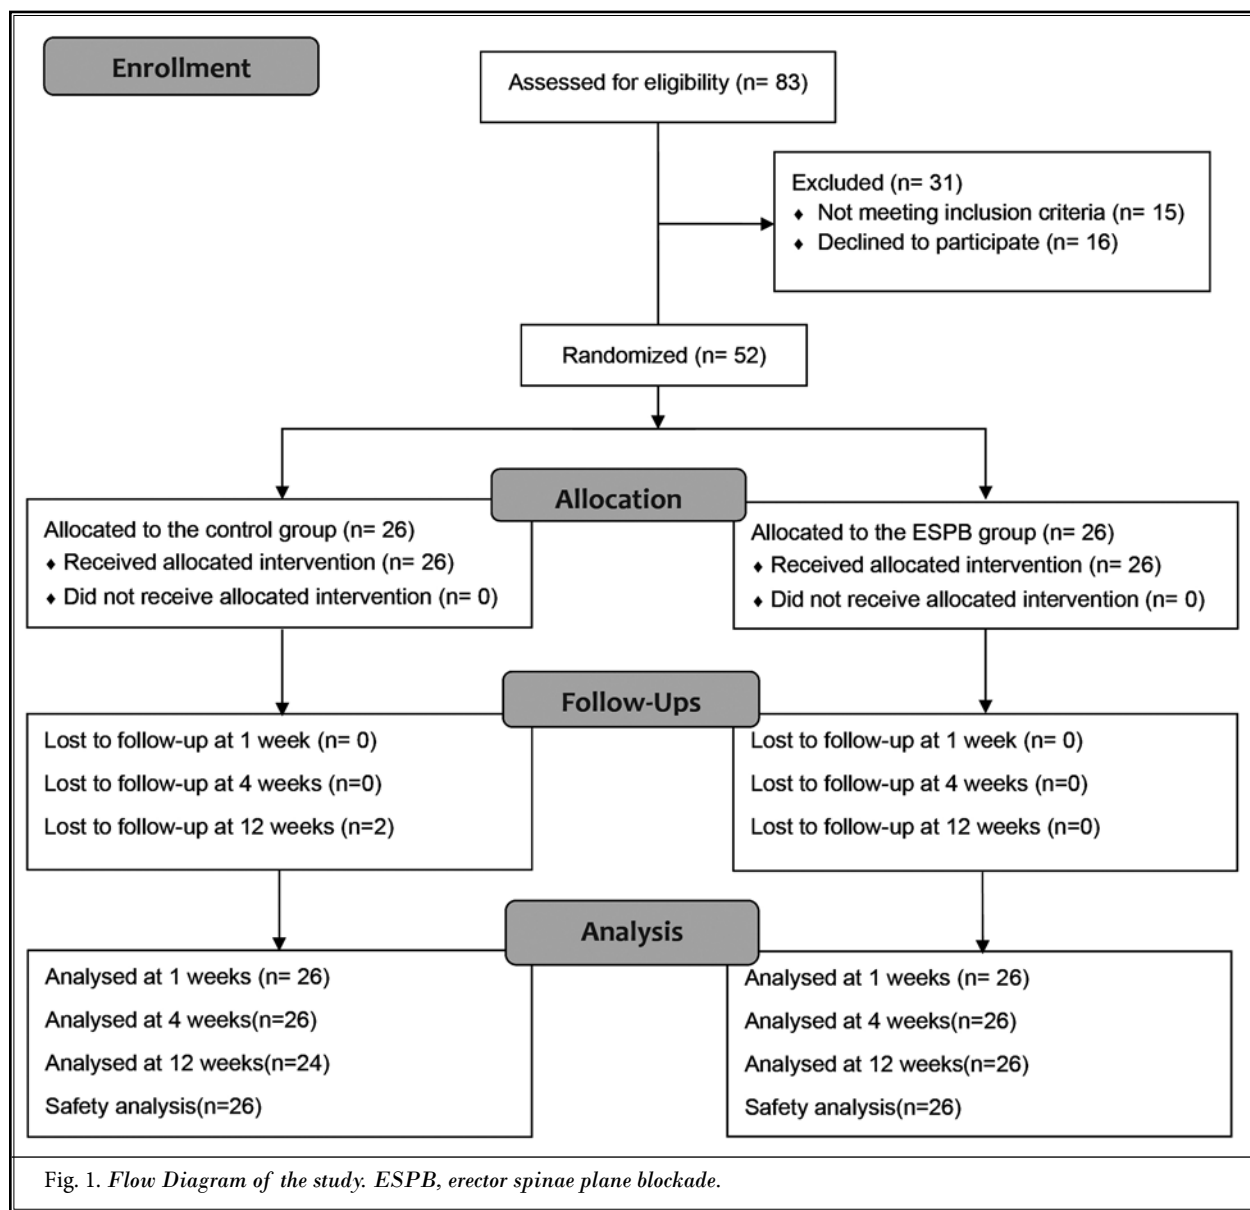 Enrollment
Assessed for eligibility (n= 83)
Excluded (n= 31)
♦ Not meeting inclusion criteria (n= 15)
♦ Declined to participate (n= 16)
Randomized (n= 52)
Allocation
Allocated to the control group (n= 26)
♦ Received allocated intervention (n= 26)
♦ Did not receive allocated intervention (n= 0)
Allocated to the ESPB group (n= 26)
♦ Received allocated intervention (n= 26)
♦ Did not receive allocated intervention (n= 0)
Follow-Ups
Lost to follow-up at 1 week (n= 0)
Lost to follow-up at 4 weeks (n=0)
Lost to follow-up at 12 weeks (n=2)
Lost to follow-up at 1 week (n= 0)
Lost to follow-up at 4 weeks (n=0)
Lost to follow-up at 12 weeks (n=0)
Analysis
Analysed at 1 weeks (n= 26)
Analysed at 4 weeks(n=26)
Analysed at 12 weeks(n=24)
Safety analysis(n=26)
Analysed at 1 weeks (n= 26)
Analysed at 4 weeks(n=26)
Analysed at 12 weeks(n=26)
Safety analysis(n=26)
Fig. 1. Flow Diagram of the study. ESPB, erector spinae plane blockade.